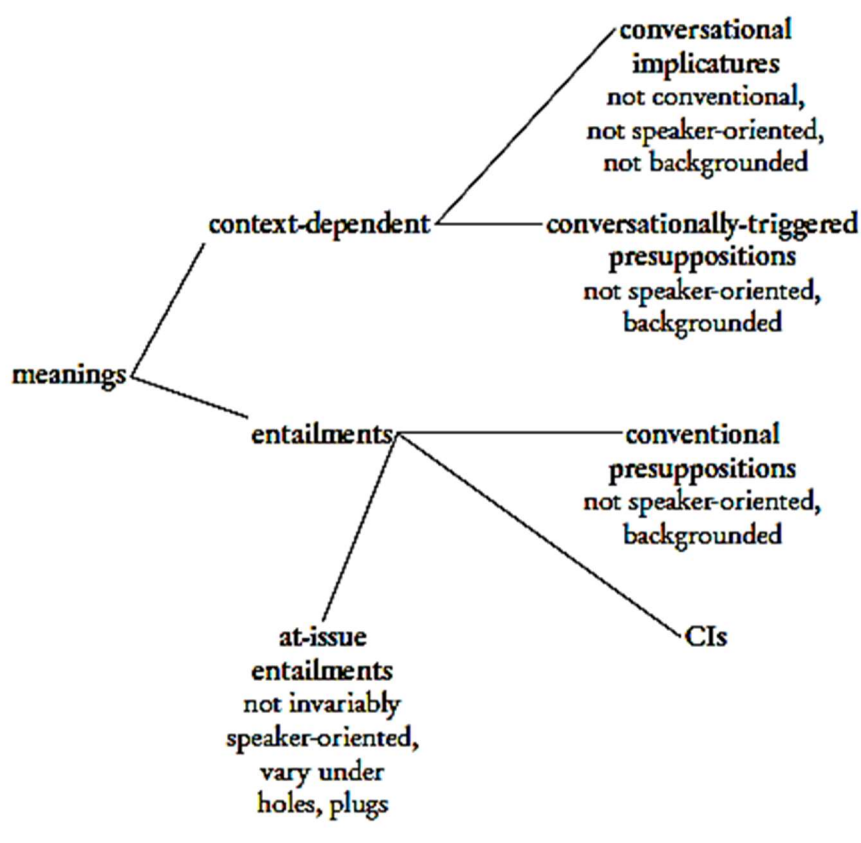 conversational
implicatures
not conventional,
not speaker-oriented,
not backgrounded
context-dependent
conversationally-triggered
presuppositions
not speaker-oriented,
backgrounded
meanings
entailments
conventional
presuppositions
not speaker-oriented,
backgrounded
at-issue
entailments
not invariably
speaker-oriented,
vary under
holes, plugs
CIs